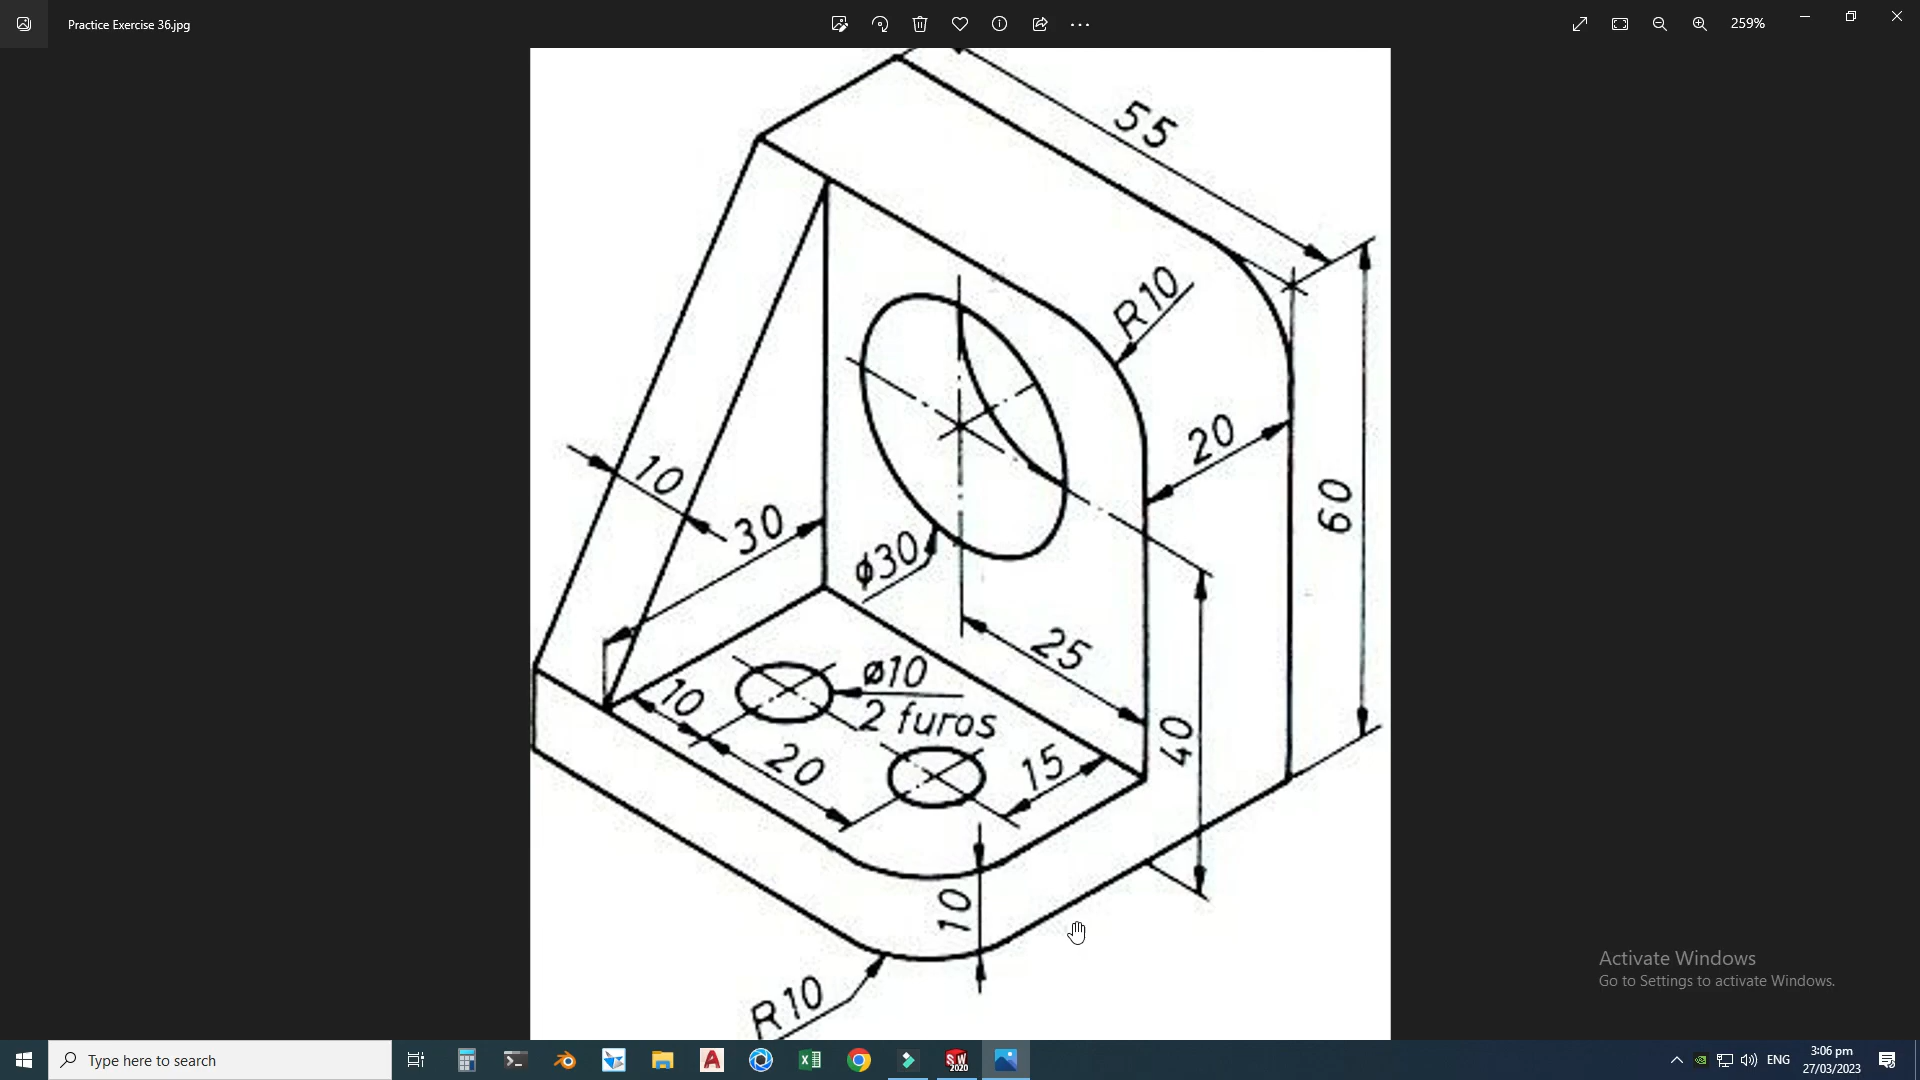 Practice Exercise 36.jpg
259%
55
R10
20
60
10
30
ø30
25
ø10
2 furos
10
20
15
40
10
R10
Activate Windows
Go to Settings to activate Windows.
Type here to search
SW
2020
ENG
3:06 pm
27/03/2023